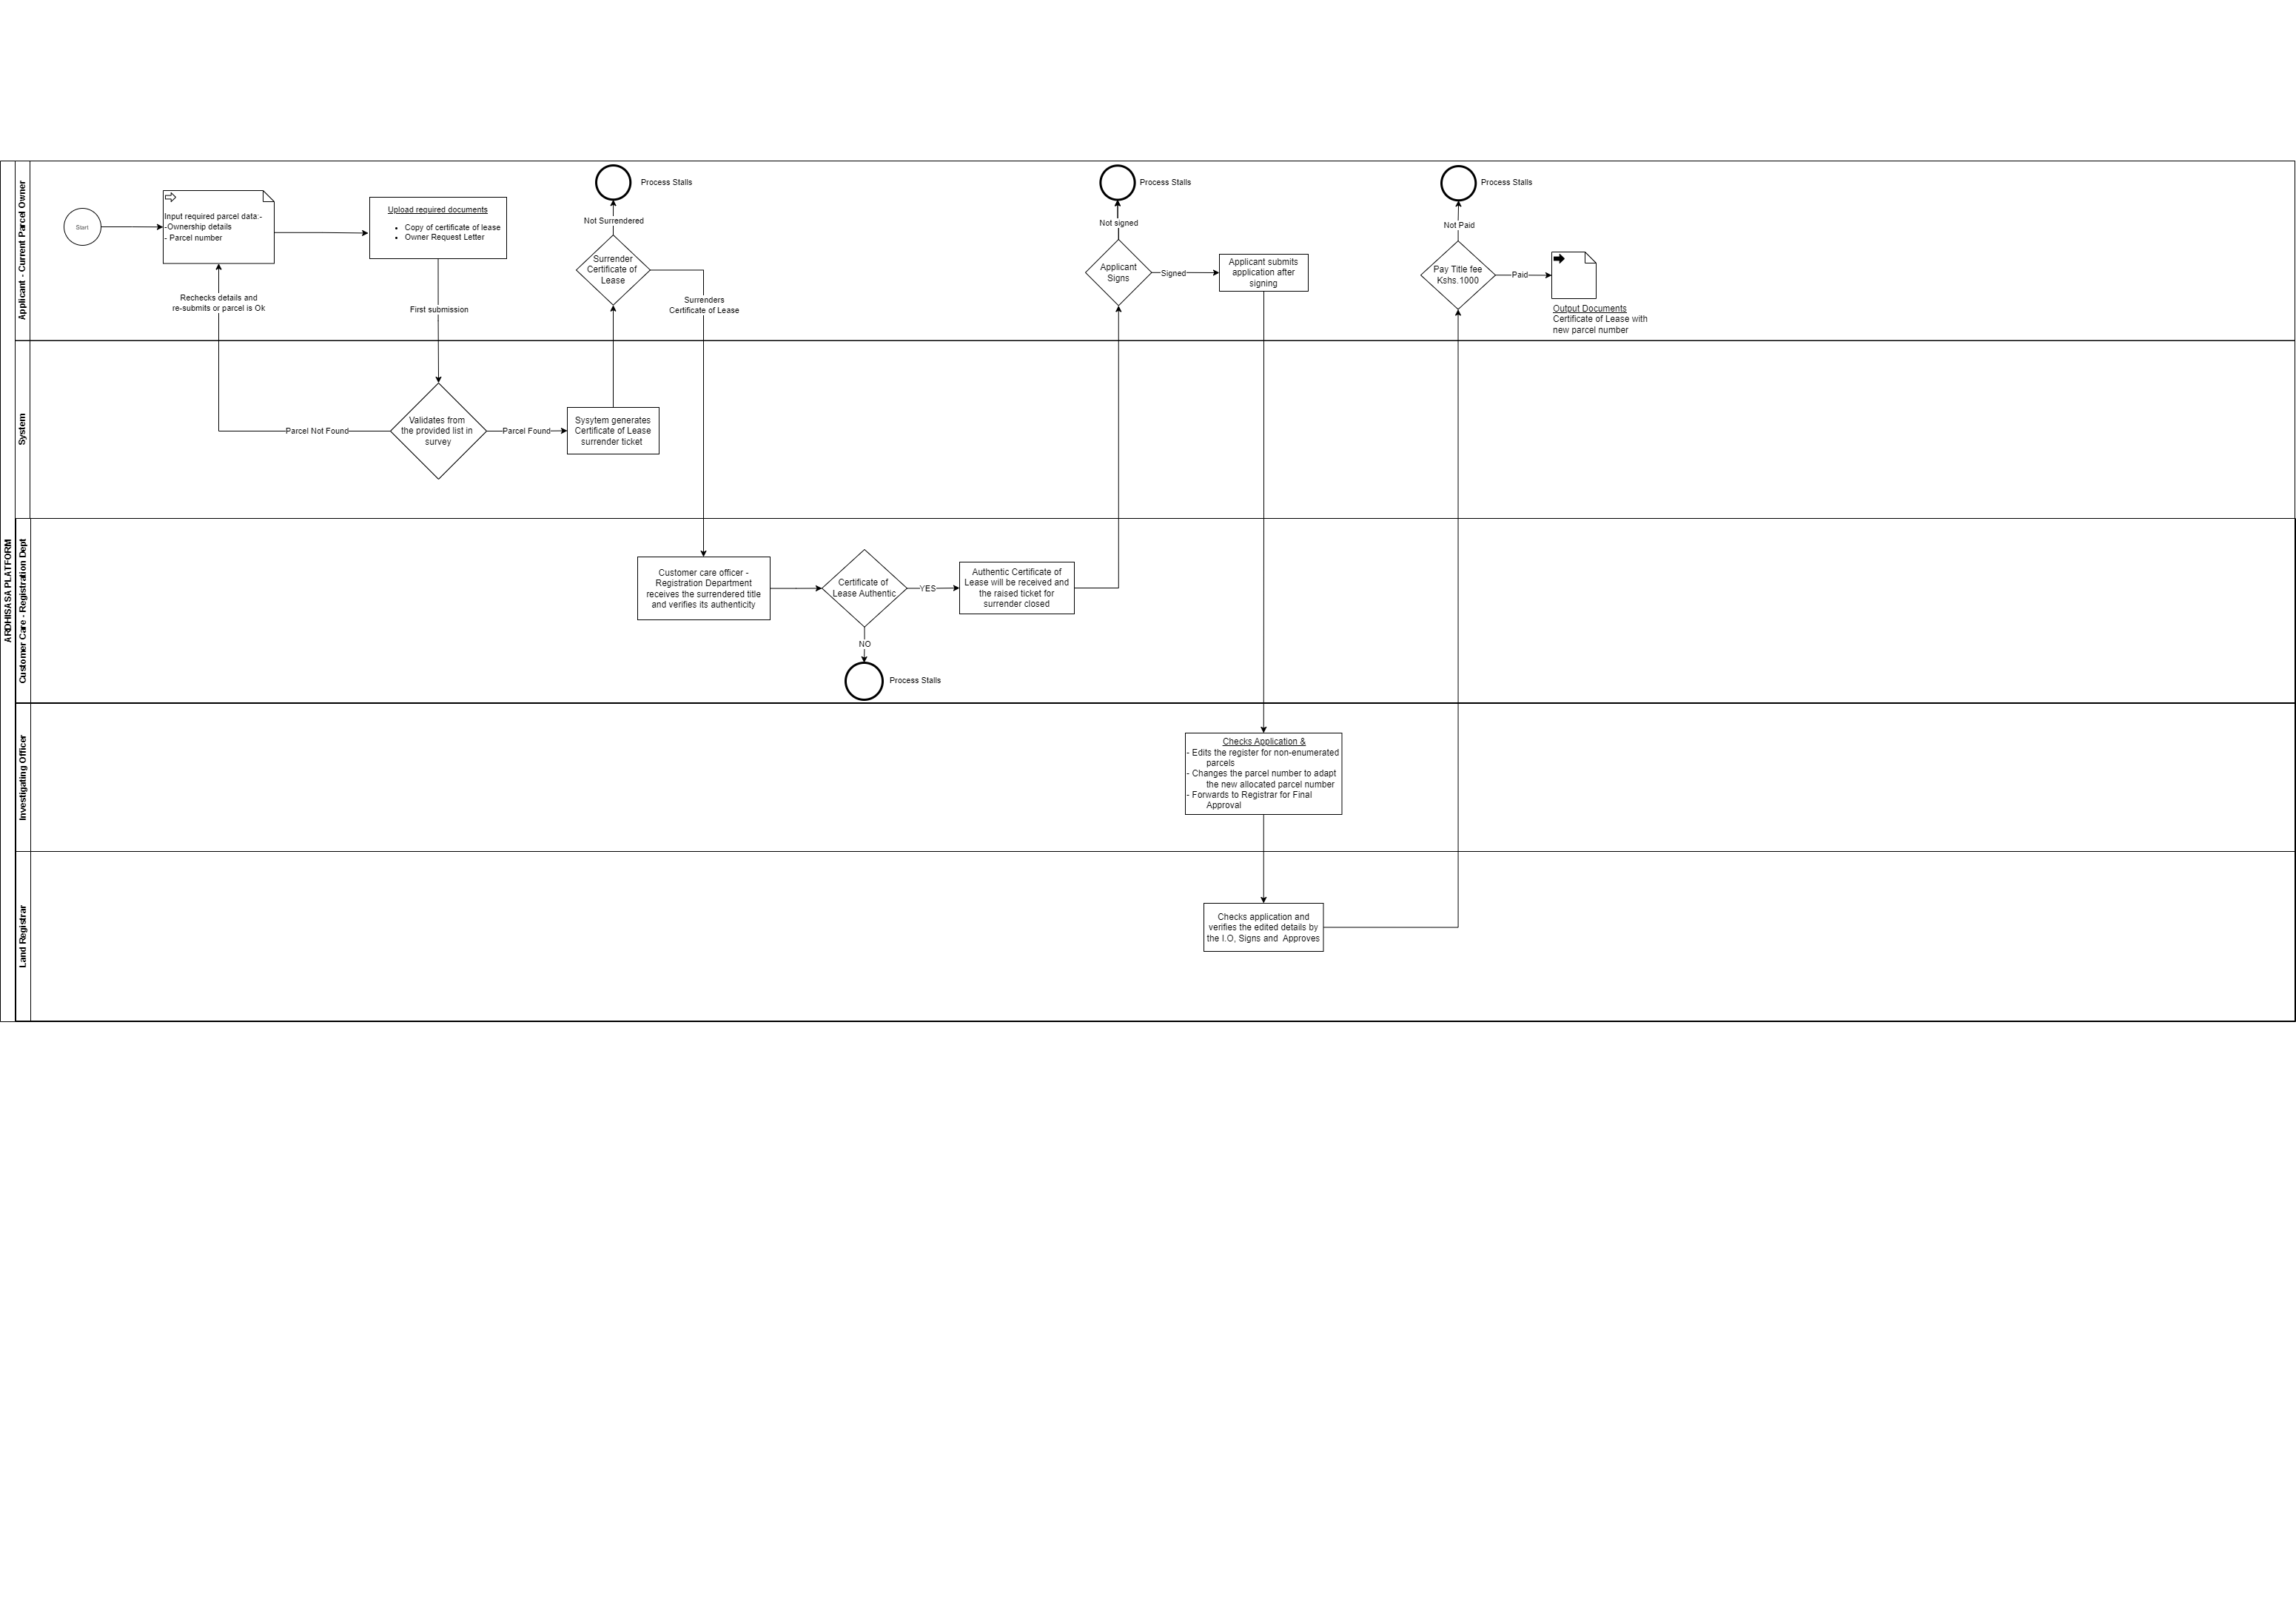 ARDHISASA PLATFORM
Applicant - Current Parcel Owner
Start
Input required parcel data:-
-Ownership details
- Parcel number
Upload required documents
• Copy of certificate of lease
• Owner Request Letter
Process Stalls
Not Surrendered
Surrender
Certificate of
Lease
Surrenders
Certificate of Lease
Rechecks details and
re-submits or parcel is Ok
First submission
Process Stalls
Not signed
Applicant
Signs
Signed
Applicant submits
application after
signing
Process Stalls
Not Paid
Pay Title fee
Kshs.1000
Paid
Output Documents
Certificate of Lease with
new parcel number
System
Parcel Not Found
Validates from
the provided list in
survey
Parcel Found
Sysytem generates
Certificate of Lease
surrender ticket
Customer Care - Registration Dept
Customer care officer -
Registration Department
receives the surrendered title
and verifies its authenticity
Certificate of
Lease Authentic
YES
Authentic Certificate of
Lease will be received and
the raised ticket for
surrender closed
NO
Process Stalls
Investigating Officer
Checks Application &
- Edits the register for non-enumerated
parcels
- Changes the parcel number to adapt
the new allocated parcel number
- Forwards to Registrar for Final
Approval
Land Registrar
Checks application and
verifies the edited details by
the I.O, Signs and Approves